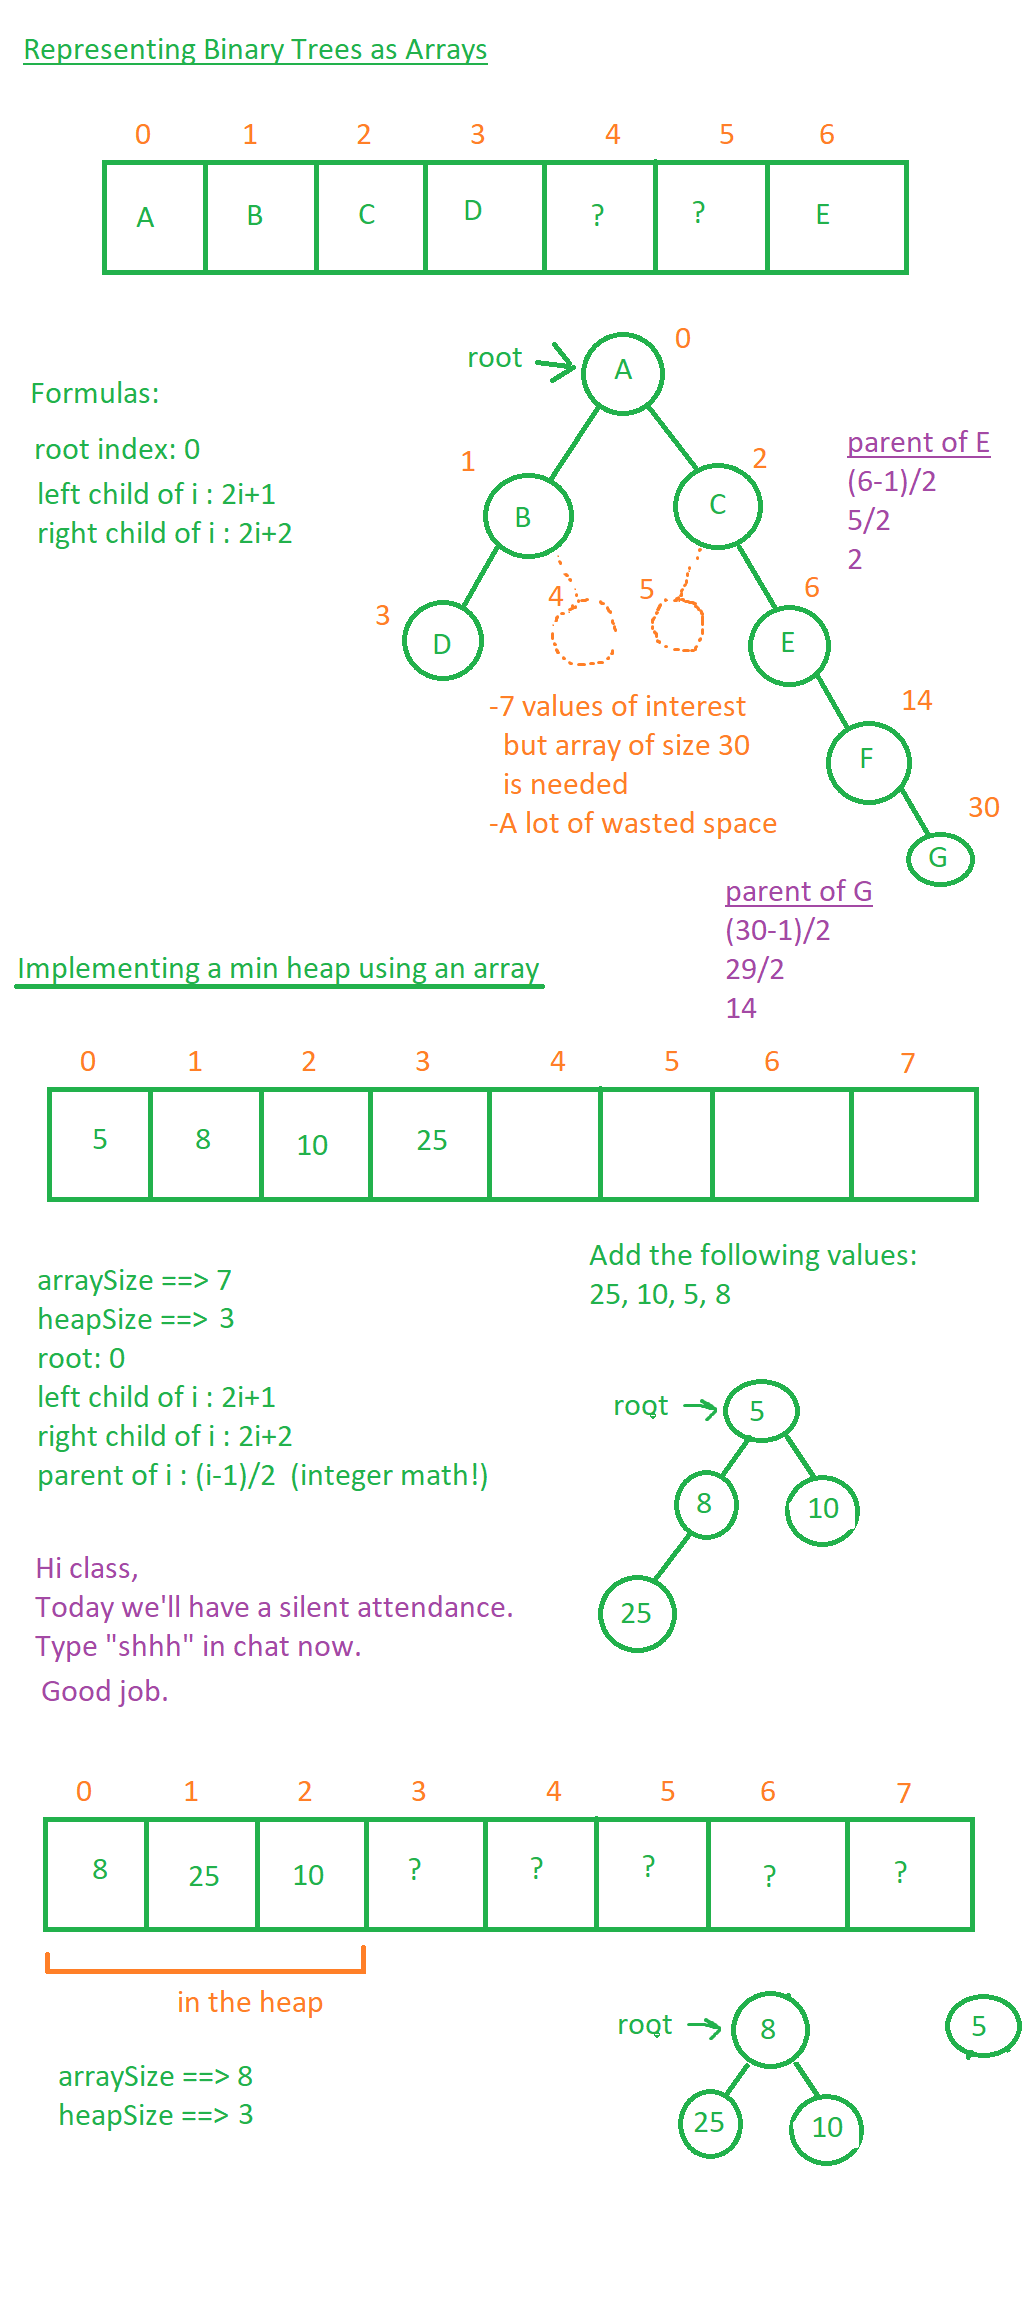 Representing Binary Trees as Arrays
0 1 2 3 4 5 6
A B C D ? ? E
root
A
0
Formulas:
root index: 0
left child of i : 2i+1
right child of i : 2i+2
1
B
2
C
parent of E
(6-1)/2
5/2
2
3
D
4
5
6
E
-7 values of interest
but array of size 30
is needed
-A lot of wasted space
14
F
30
G
parent of G
(30-1)/2
29/2
14
Implementing a min heap using an array
0 1 2 3 4 5 6 7
5 8 10 25
arraySize ==> 7
heapSize ==> 3
root: 0
left child of i : 2i+1
right child of i : 2i+2
parent of i : (i-1)/2 (integer math!)
Add the following values:
25, 10, 5, 8
root
5
8
10
25
Hi class,
Today we'll have a silent attendance.
Type "shhh" in chat now.
Good job.
0 1 2 3 4 5 6 7
8 25 10 ? ? ? ? ?
in the heap
arraySize ==> 8
heapSize ==> 3
root
8
5
25
10